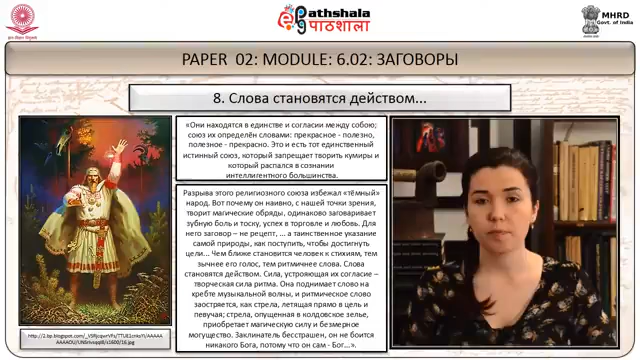 ePathshala
पाठशाला
MHRD
Govt. of India
PAPER 02: MODULE: 6.02: ЗАГОВОРЫ
8. Слова становятся действом...
«Они находятся в единстве и согласии между собою;
союз их определён словами: прекрасное - полезно,
полезное - прекрасно. Это и есть тот единственный
истинный союз, который запрещает творить кумиры и
который распался в сознании
интеллигентного большинства.
Разрыва этого религиозного союза избежал «тёмный»
народ. Вот почему он наивно, с нашей точки зрения,
творит магические обряды, одинаково заговаривает
зубную боль и тоску, успех в торговле и любовь. Для
него заговор – не рецепт, ... а таинственное указание
самой природы, как поступить, чтобы достигнуть
цели... Чем ближе становится человек к стихиям, тем
зычнее его голос, тем ритмичнее слова. Слова
становятся действом. Сила, устрояющая их согласие –
творческая сила ритма. Она поднимает слово на
хребте музыкальной волны, и ритмическое слово
заостряется, как стрела, летящая прямо в цель и
певучая; стрела, опущенная в колдовское зелье,
приобретает магическую силу и безмерное
могущество. Заклинатель бесстрашен, он не боится
никакого Бога, потому что он сам - Бог...».